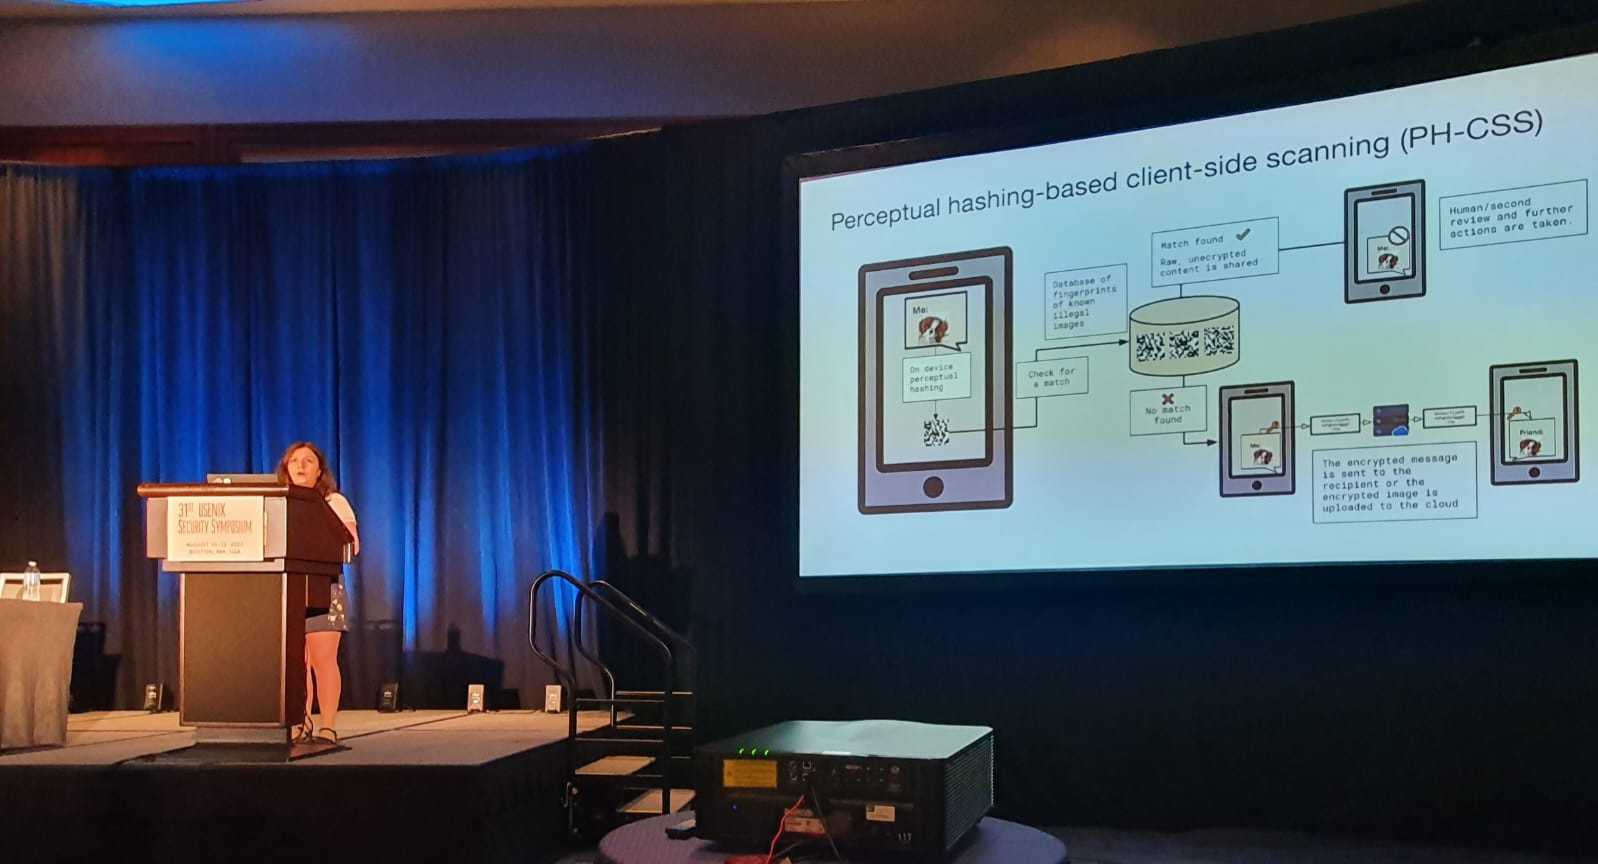 Perceptual hashing-based client-side scanning (PH-CSS)
Me:
On device
perceptual
hashing
Check for
a match
Database of
fingerprints
of known
illegal
images
Match found
Raw, unecrypted
content is shared
Me:
Human/second
review and further
actions are taken.
No match
found
Me:
The encrypted message
is sent to the
recipient or the
encrypted image is
uploaded to the cloud
Friend:
31ST USENIX
SECURITY SYMPOSIUM